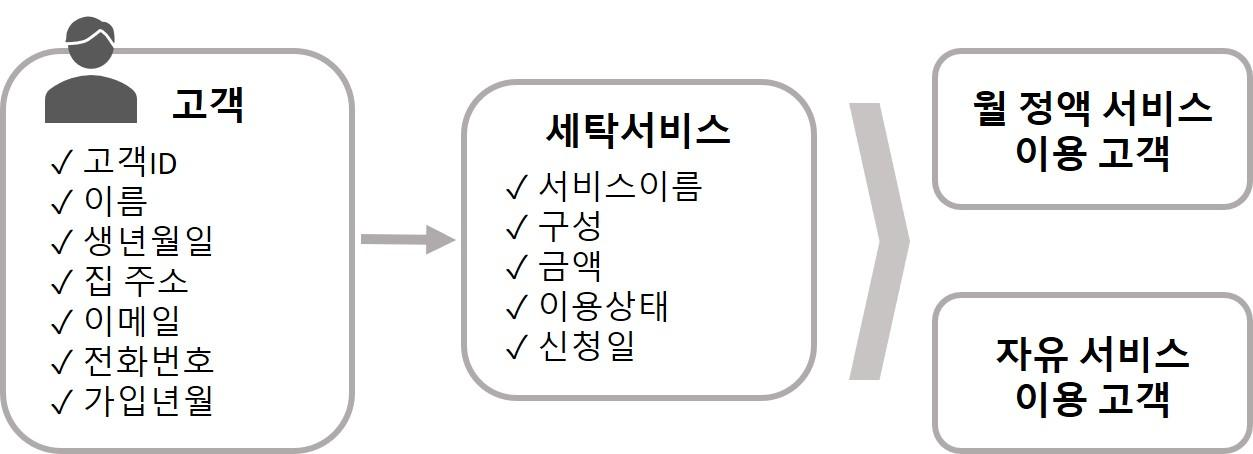 고객
✓ 고객ID
✓ 이름
✓ 생년월일
✓ 집 주소
✓ 이메일
✓ 전화번호
✓ 가입년월
세탁서비스
✓ 서비스이름
✓ 구성
✓ 금액
✓ 이용상태
✓ 신청일
월 정액 서비스
이용 고객
자유 서비스
이용 고객